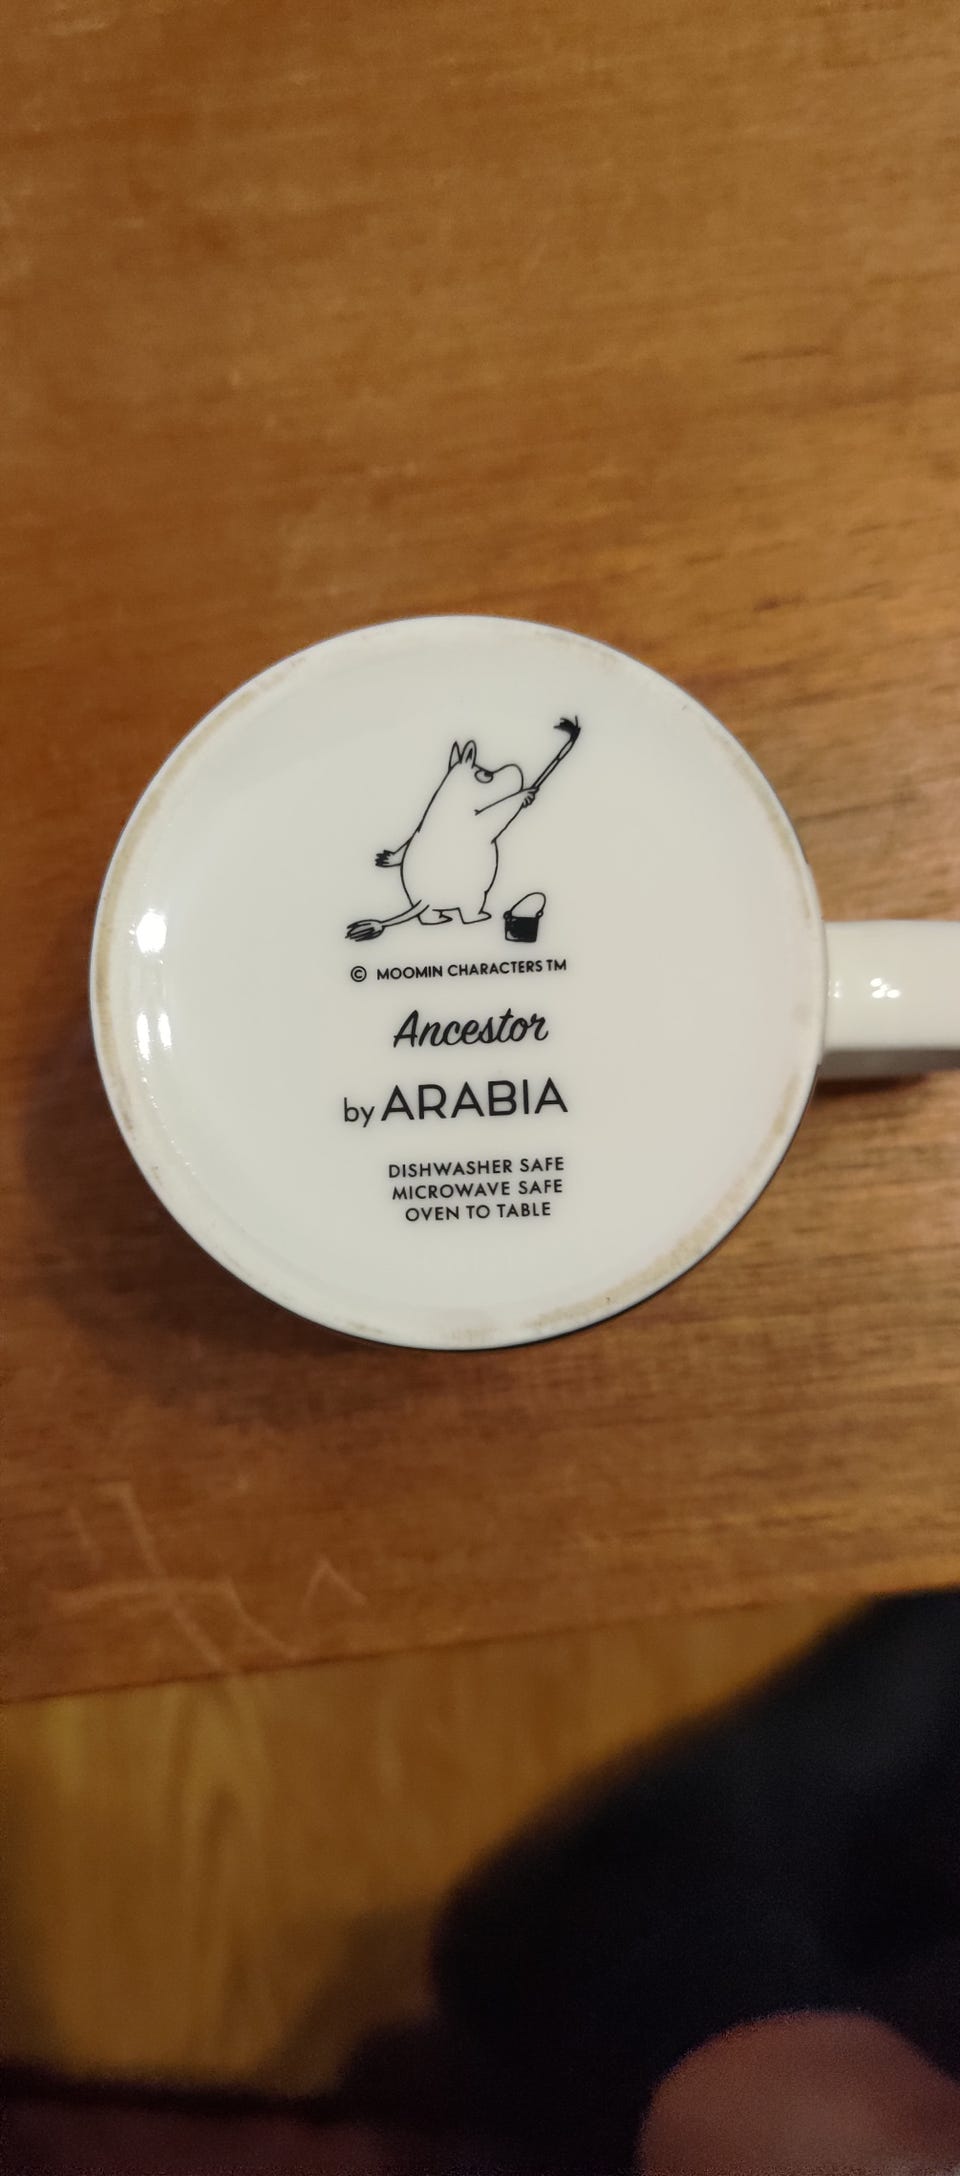 © MOOMIN CHARACTERS TM
Ancestor
by ARABIA
DISHWASHER SAFE
MICROWAVE SAFE
OVEN TO TABLE